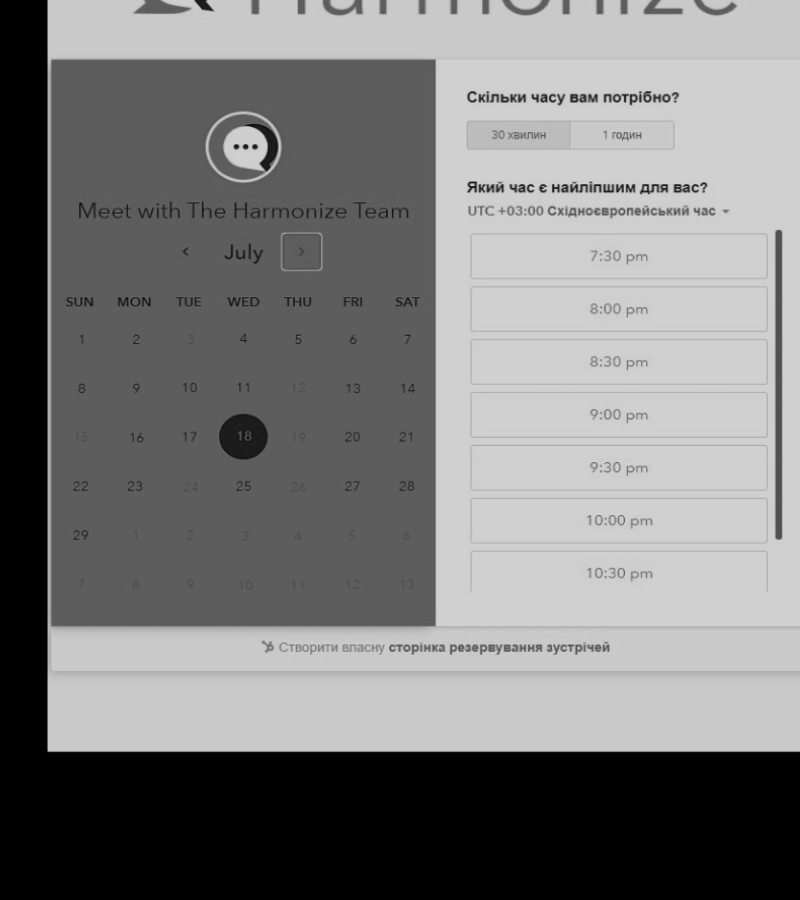 Harmonize
Meet with The Harmonize Team
‹ July ›
SUN MON TUE WED THU FRI SAT
1 2 3 4 5 6 7
8 9 10 11 12 13 14
15 16 17 18 19 20 21
22 23 24 25 26 27 28
29 1 2 3 4 5 6
7 8 9 10 11 12 13
Скільки часу вам потрібно?
30 хвилин 1 годин
Який час є найліпшим для вас?
UTC +03:00 Східноєвропейський час
7:30 pm
8:00 pm
8:30 pm
9:00 pm
9:30 pm
10:00 pm
10:30 pm
Створити власну сторінка резервування зустрічей